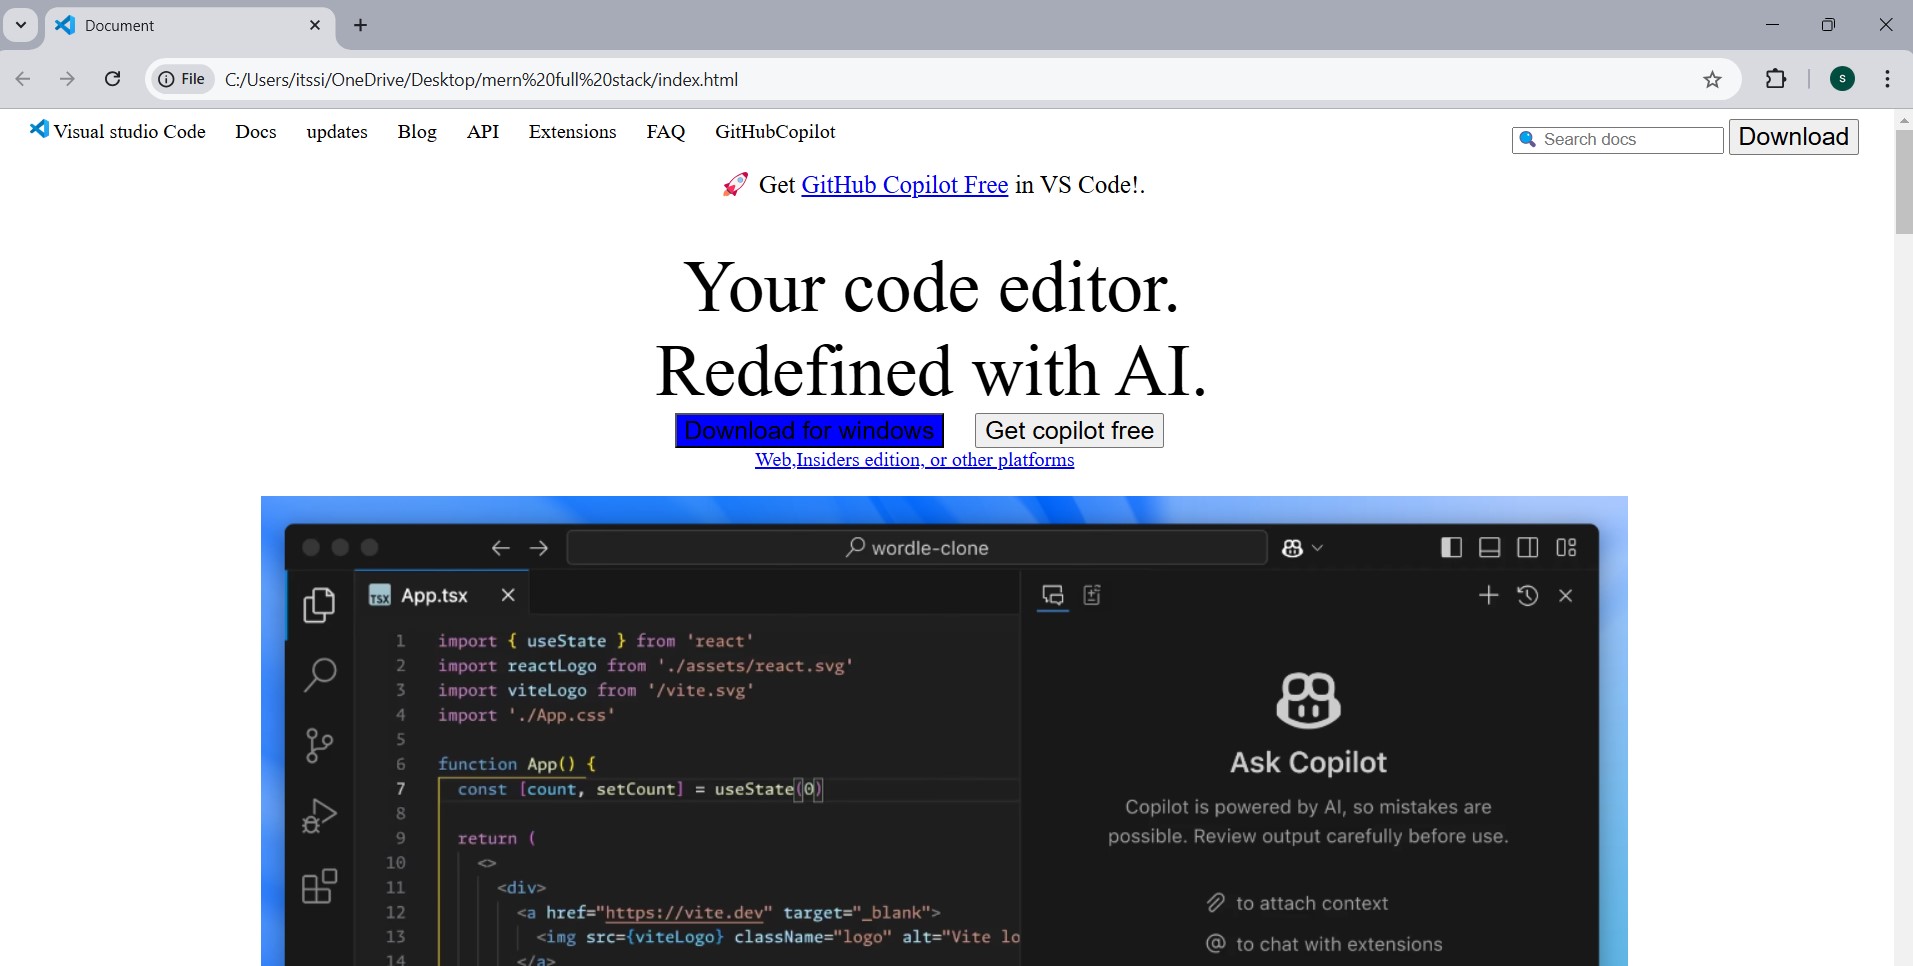 Document
File
C:/Users/itssi/OneDrive/Desktop/mern%20full%20stack/index.html
S
Visual studio Code Docs updates Blog API Extensions FAQ GitHubCopilot
Search docs
Download
🚀 Get GitHub Copilot Free in VS Code!.
Your code editor.
Redefined with AI.
Download for windows
Get copilot free
Web,Insiders edition, or other platforms
wordle-clone
TSX App.tsx
1 import { useState } from 'react'
2 import reactLogo from './assets/react.svg'
3 import viteLogo from '/vite.svg'
4 import './App.css'
5
6 function App() {
7 const [count, setCount] = useState(0)
8
9 return (
10 <>
11 <div>
12 <a href="https://vite.dev" target="_blank">
13 <img src={viteLogo} className="logo" alt="Vite lo
14 </a>
Ask Copilot
Copilot is powered by AI, so mistakes are
possible. Review output carefully before use.
to attach context
@ to chat with extensions